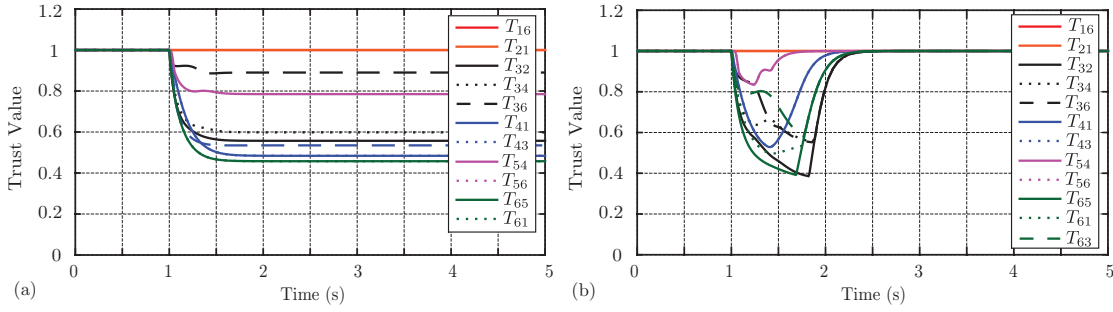 1.2
1
0.8
0.6
0.4
0.2
0
Trust Value
0
1
2
3
4
5
Time (s)
(a)
T16
T21
T32
T34
T36
T41
T43
T54
T56
T65
T61
1.2
1
0.8
0.6
0.4
0.2
0
Trust Value
0
1
2
3
4
5
Time (s)
(b)
T16
T21
T32
T34
T36
T41
T43
T54
T56
T65
T61
T63